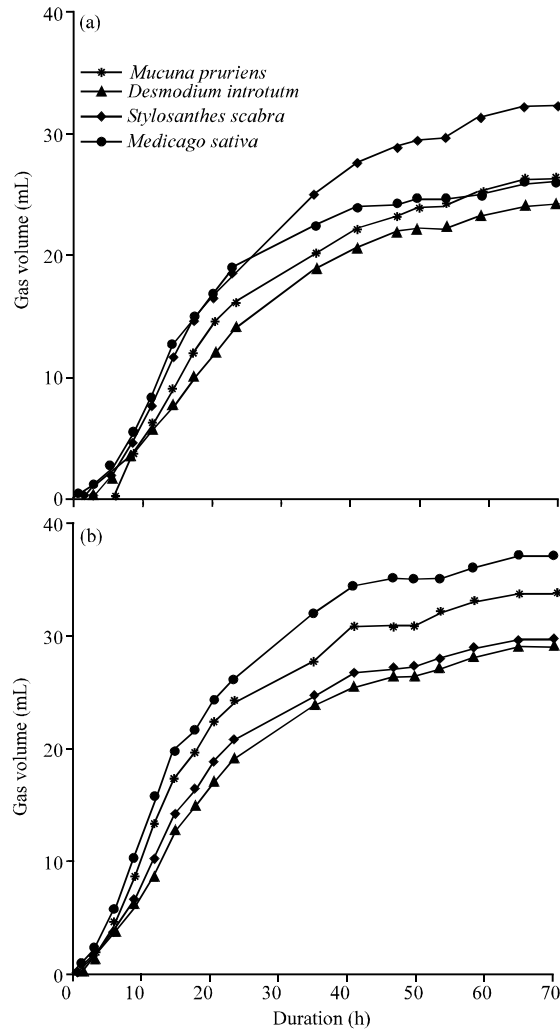 40
(a)
Mucuna pruriens
Desmodium introtutm
Stylosanthes scabra
Medicago sativa
30
20
10
0
Gas volume (mL)
40
(b)
30
20
10
0
Gas volume (mL)
0 10 20 30 40 50 60 70
Duration (h)